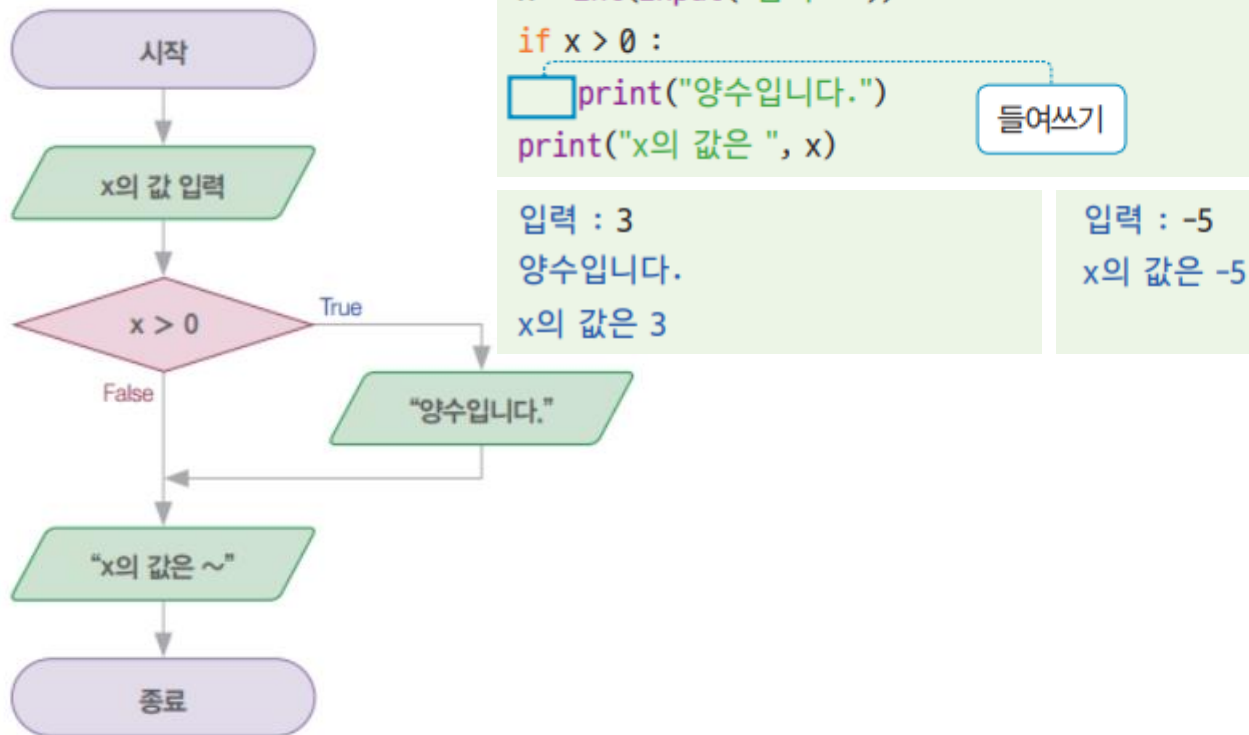 시작
x의 값 입력
x > 0
True
False
“양수입니다.”
“x의 값은 ~”
종료
if x > 0 :
print("양수입니다.")
들여쓰기
print("x의 값은 ", x)
입력 : 3
양수입니다.
x의 값은 3
입력 : -5
x의 값은 -5